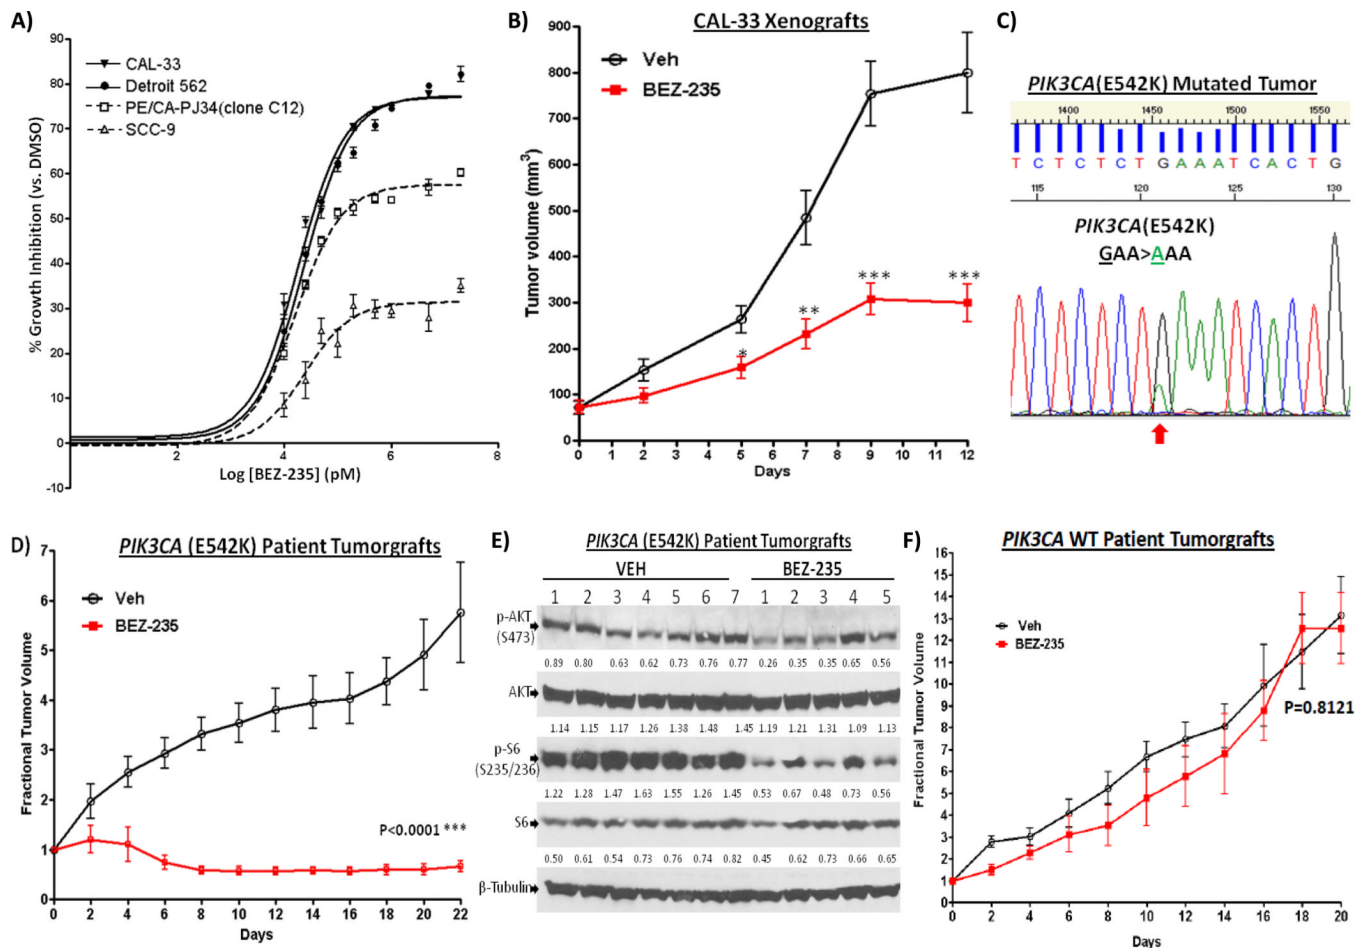 A)
CAL-33
Detroit 562
PE/CA-PJ34(clone C12)
SCC-9
% Growth Inhibition (vs. DMSO)
90
80
70
60
50
40
30
20
10
0
-10
2
4
6
8
Log [BEZ-235] (pM)
B)
CAL-33 Xenografts
Veh
BEZ-235
Tumor volume (mm³)
900
800
700
600
500
400
300
200
100
0
* ** *** ***
0 1 2 3 4 5 6 7 8 9 10 11 12
Days
C)
PIK3CA(E542K) Mutated Tumor
1400 1450 1500 1550
T C T C T C T G A A A T C A C T G
115 120 125 130
PIK3CA(E542K)
GAA>AAA
D)
PIK3CA (E542K) Patient Tumorgrafts
Veh
BEZ-235
Fractional Tumor Volume
7
6
5
4
3
2
1
0
P<0.0001 ***
0 2 4 6 8 10 12 14 16 18 20 22
Days
E)
PIK3CA (E542K) Patient Tumorgrafts
VEH BEZ-235
1 2 3 4 5 6 7 1 2 3 4 5
p-AKT
(S473)
0.89 0.80 0.63 0.62 0.73 0.76 0.77 0.26 0.35 0.35 0.65 0.56
AKT
1.14 1.15 1.17 1.26 1.38 1.48 1.45 1.19 1.21 1.31 1.09 1.13
p-S6
(S235/236)
1.22 1.28 1.47 1.63 1.55 1.26 1.45 0.53 0.67 0.48 0.73 0.56
S6
0.50 0.61 0.54 0.73 0.76 0.74 0.82 0.45 0.62 0.73 0.66 0.65
β-Tubulin
F)
PIK3CA WT Patient Tumorgrafts
Veh
BEZ-235
Fractional Tumor Volume
16
15
14
13
12
11
10
9
8
7
6
5
4
3
2
1
0
P=0.8121
0 2 4 6 8 10 12 14 16 18 20
Days